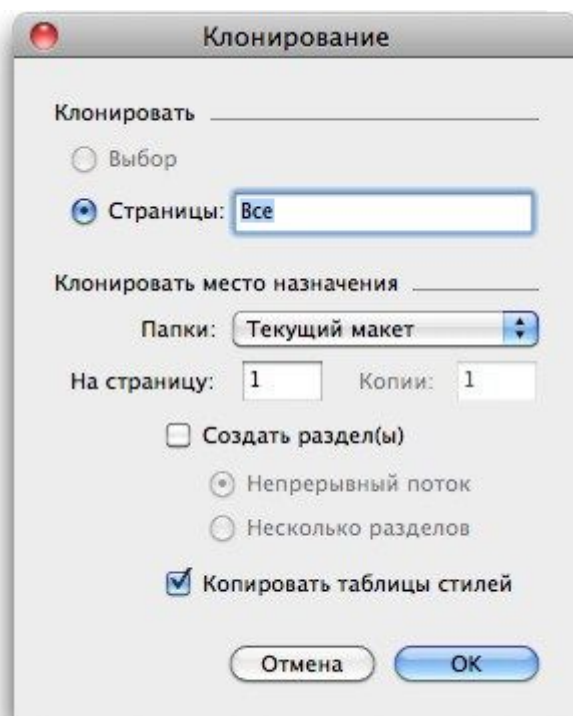 Клонирование
Клонировать
Выбор
Страницы: Все
Клонировать место назначения
Папки: Текущий макет
На страницу: 1 Копии: 1
Создать раздел(ы)
Непрерывный поток
Несколько разделов
Копировать таблицы стилей
Отмена OK